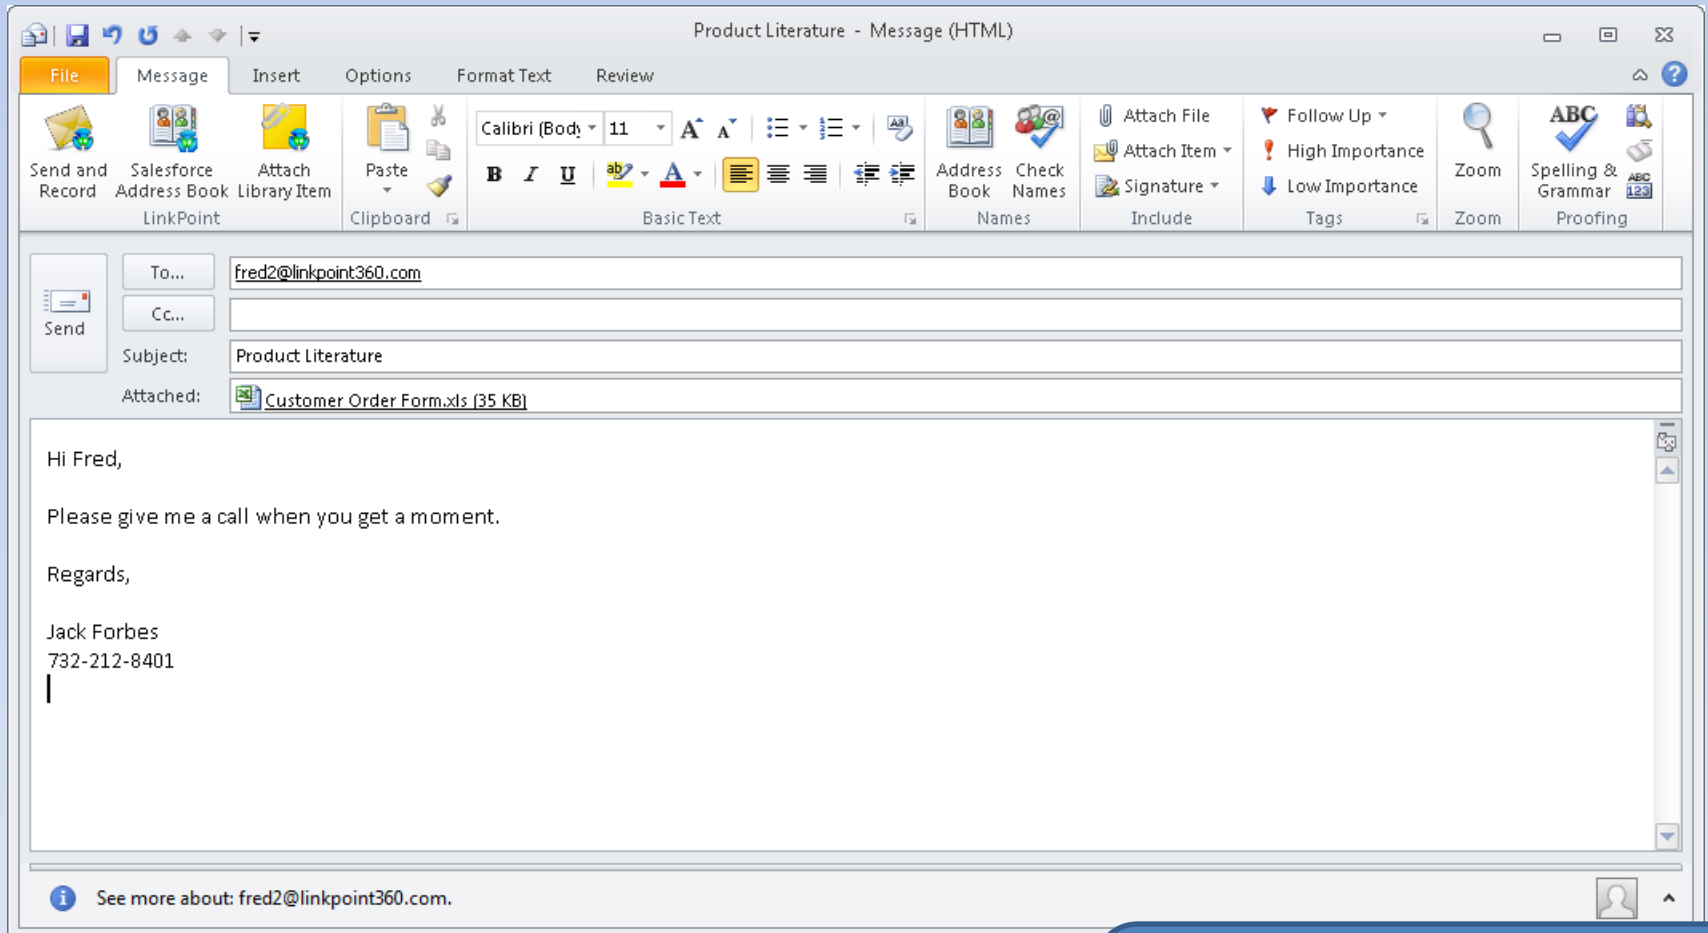 Product Literature - Message (HTML)
File Message Insert Options Format Text Review
Send and Record
Salesforce Address Book
Attach Library Item
LinkPoint
Paste
Clipboard
Calibri (Body 11
B I U
Basic Text
Address Book
Check Names
Names
Attach File
Attach Item
Signature
Include
Follow Up
High Importance
Low Importance
Tags
Zoom
Zoom
ABC
Spelling & Grammar
ABC
123
Proofing
Send
To... fred2@linkpoint360.com
Cc...
Subject: Product Literature
Attached: Customer Order Form.xls (35 KB)
Hi Fred,
Please give me a call when you get a moment.
Regards,
Jack Forbes
732-212-8401
See more about: fred2@linkpoint360.com.